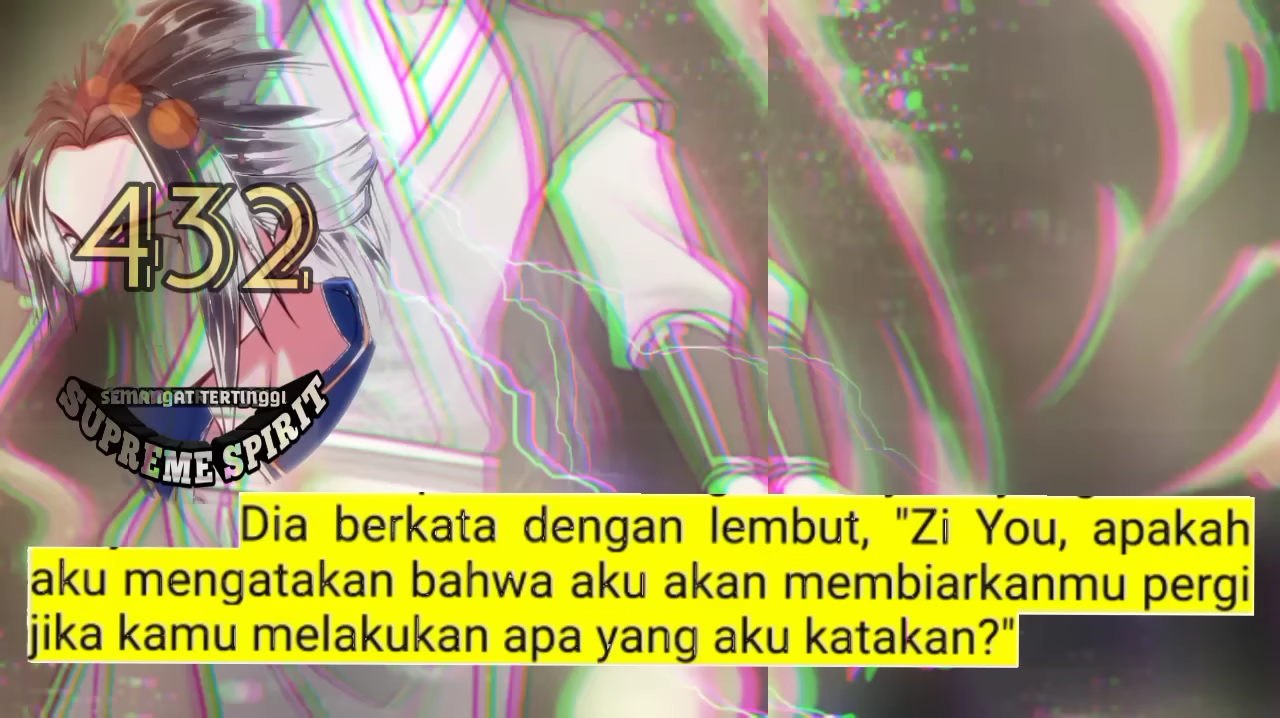 432
SEMANGAT TERTINGGI
SUPREME SPIRIT
Dia berkata dengan lembut, "Zi You, apakah
aku mengatakan bahwa aku akan membiarkanmu pergi
jika kamu melakukan apa yang aku katakan?"